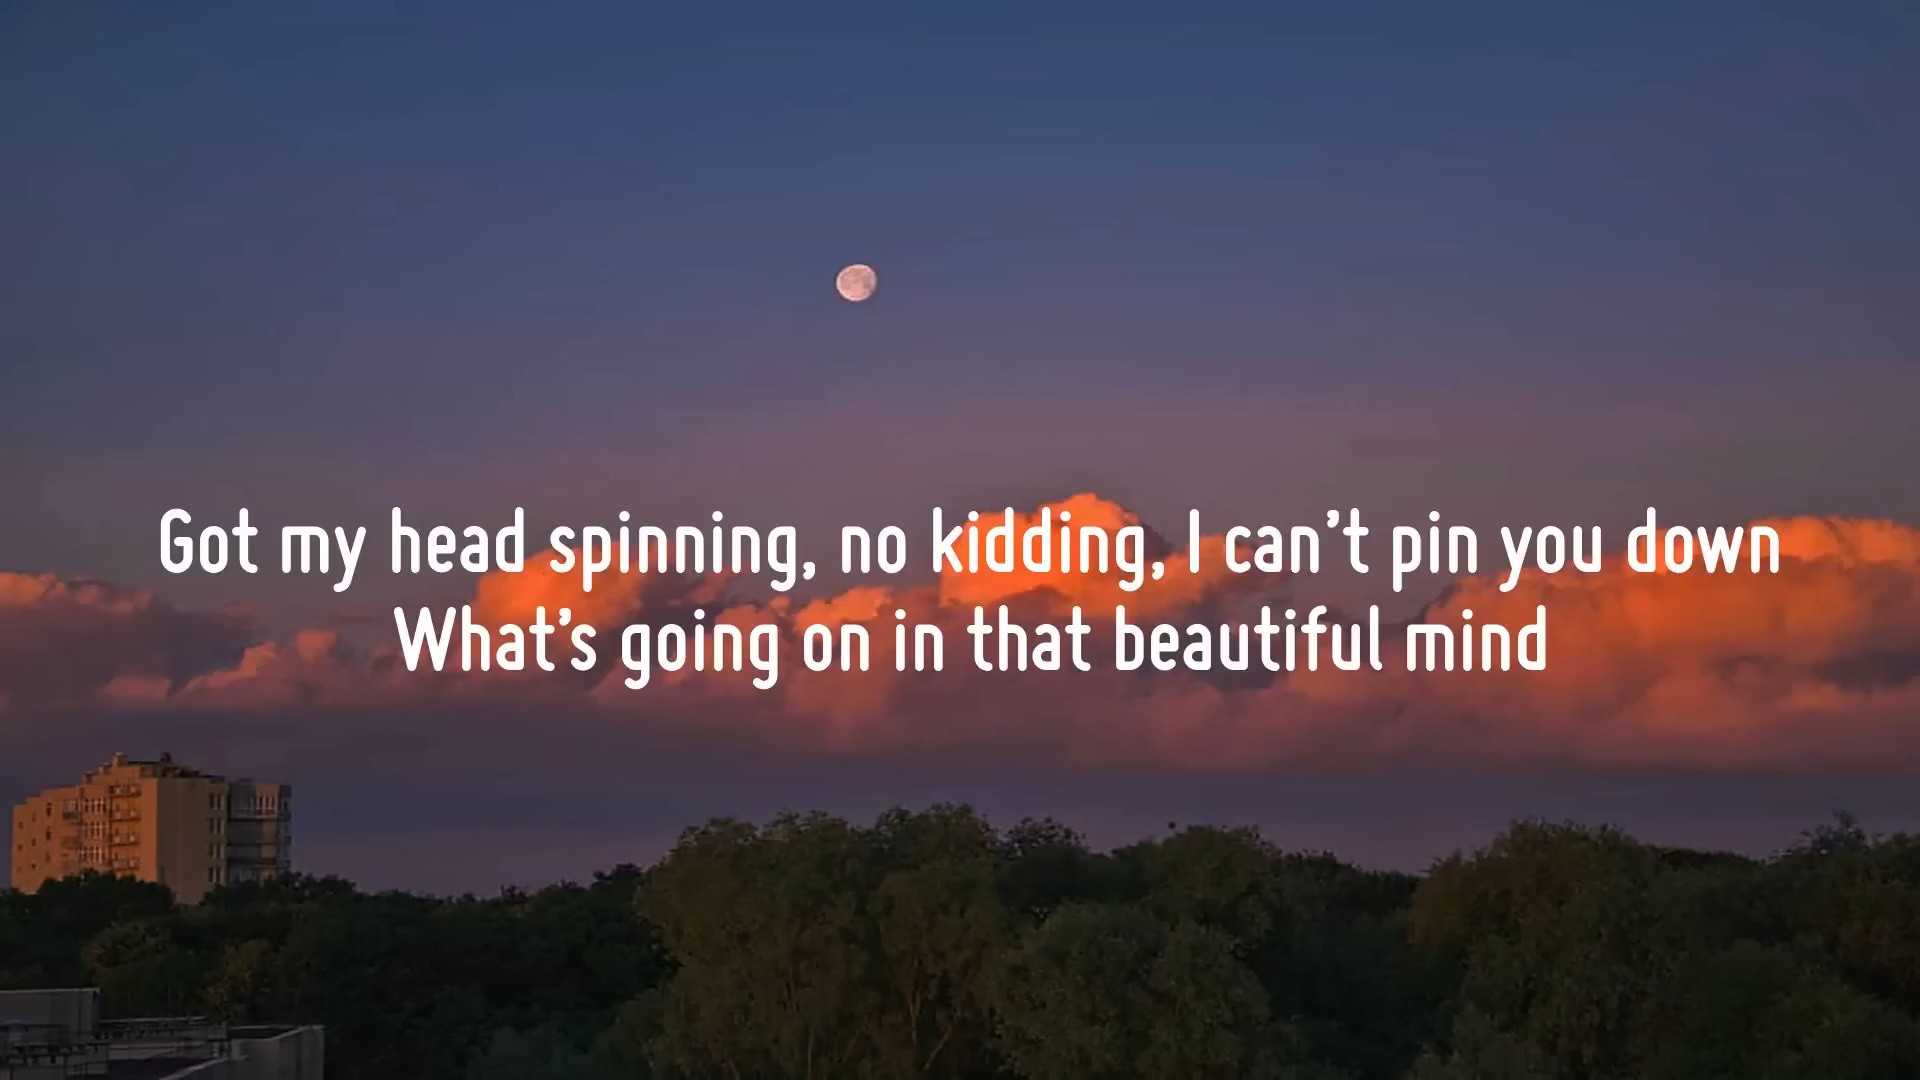 Got my head spinning, no kidding, I can’t pin you down
What’s going on in that beautiful mind